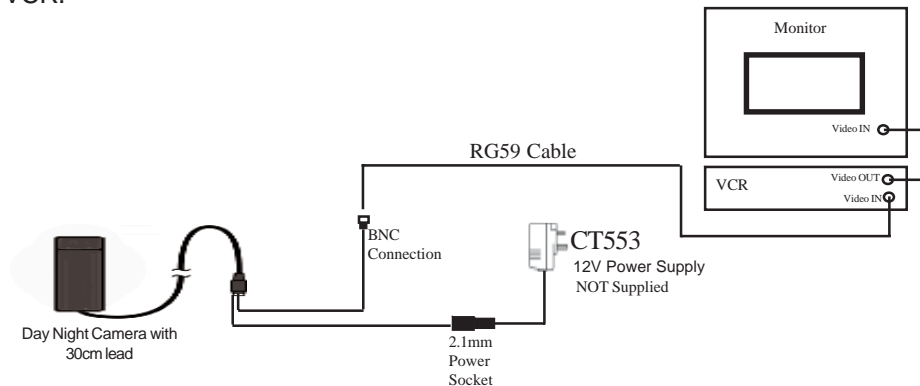 VCR.
Monitor
Video IN
RG59 Cable
VCR
Video OUT
Video IN
BNC
Connection
CT553
12V Power Supply
NOT Supplied
Day Night Camera with
30cm lead
2.1mm
Power
Socket